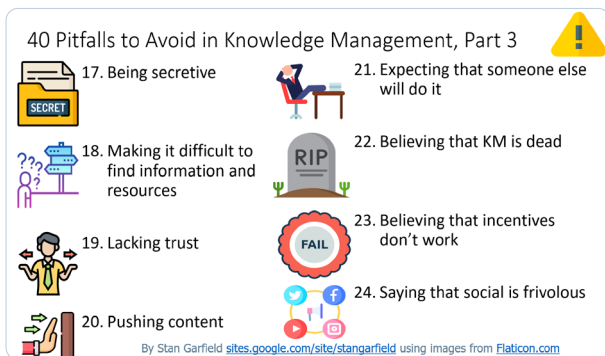 40 Pitfalls to Avoid in Knowledge Management, Part 3
17. Being secretive
SECRET
18. Making it difficult to
find information and
resources
???
19. Lacking trust
20. Pushing content
21. Expecting that someone else
will do it
22. Believing that KM is dead
RIP
23. Believing that incentives
don’t work
FAIL
24. Saying that social is frivolous
By Stan Garfield sites.google.com/site/stangarfield using images from Flaticon.com